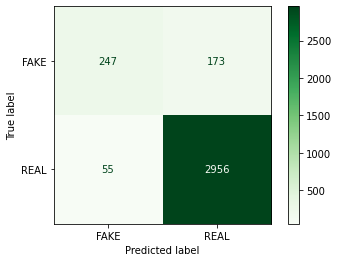 2500
FAKE 247 173
2000
True label
1500
REAL 55 2956
1000
500
FAKE REAL
Predicted label